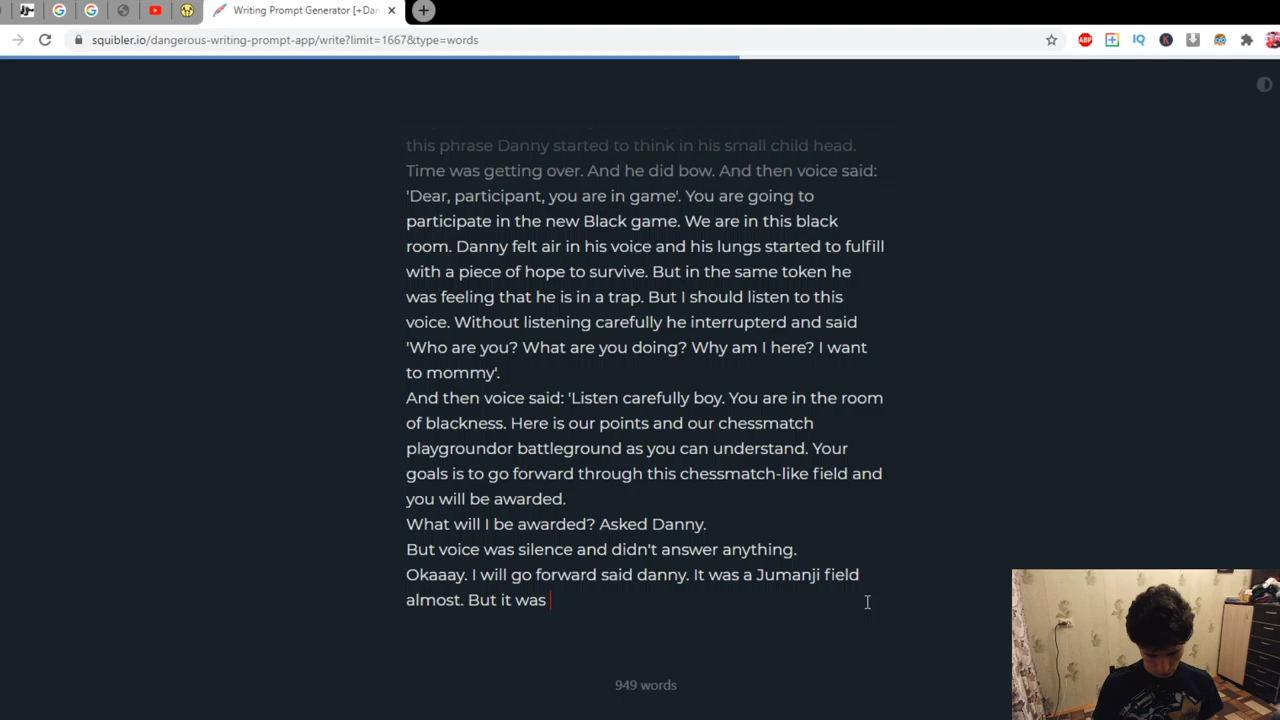 Writing Prompt Generator [+Dan
squibler.io/dangerous-writing-prompt-app/write?limit=1667&type=words
ABP
IQ
K
this phrase Danny started to think in his small child head.
Time was getting over. And he did bow. And then voice said:
'Dear, participant, you are in game'. You are going to
participate in the new Black game. We are in this black
room. Danny felt air in his voice and his lungs started to fulfill
with a piece of hope to survive. But in the same token he
was feeling that he is in a trap. But I should listen to this
voice. Without listening carefully he interrupterd and said
'Who are you? What are you doing? Why am I here? I want
to mommy'.
And then voice said: 'Listen carefully boy. You are in the room
of blackness. Here is our points and our chessmatch
playgroundor battleground as you can understand. Your
goals is to go forward through this chessmatch-like field and
you will be awarded.
What will I be awarded? Asked Danny.
But voice was silence and didn't answer anything.
Okaaay. I will go forward said danny. It was a Jumanji field
almost. But it was
949 words